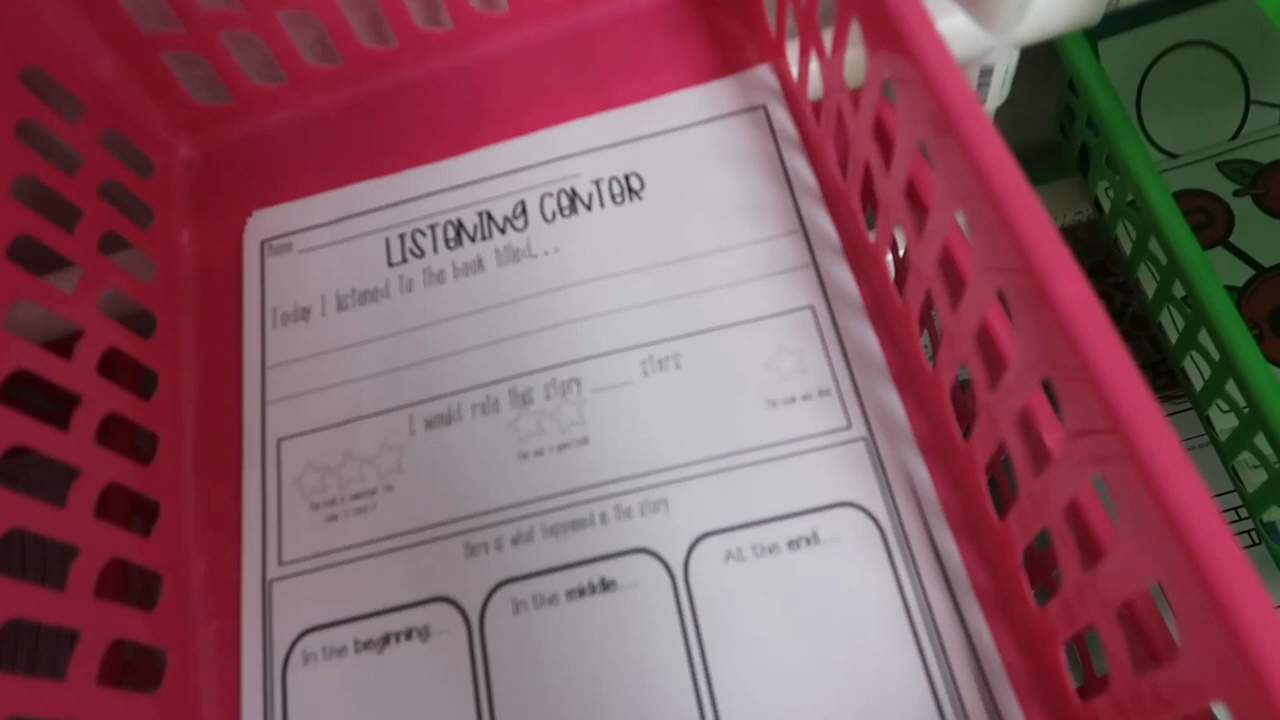 Name
LISTENING CENTER
Today I listened to the book titled...
I would rate this story ____ stars
Here is what happened in the story
In the beginning...
In the middle...
At the end...